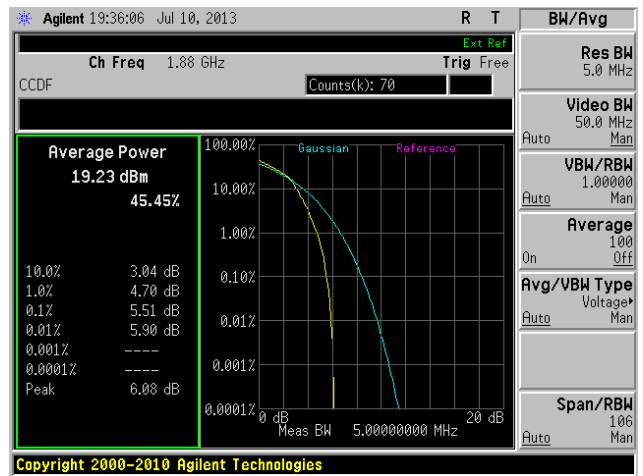 Agilent 19:36:06 Jul 10, 2013 R T
Ext Ref
Ch Freq 1.88 GHz Trig Free
CCDF Counts(k): 70
Average Power
19.23 dBm
45.45%
10.0% 3.04 dB
1.0% 4.70 dB
0.1% 5.51 dB
0.01% 5.90 dB
0.001% ----
0.0001% ----
Peak 6.08 dB
Gaussian Reference
100.00%
10.00%
1.00%
0.10%
0.01%
0.001%
0.0001%
0 dB 20 dB
Meas BW 5.00000000 MHz
BW/Avg
Res BW
5.0 MHz
Video BW
50.0 MHz
Auto Man
VBW/RBW
1.00000
Auto Man
Average
100
On Off
Avg/VBW Type
Voltage▸
Auto Man
Span/RBW
106
Auto Man
Copyright 2000-2010 Agilent Technologies